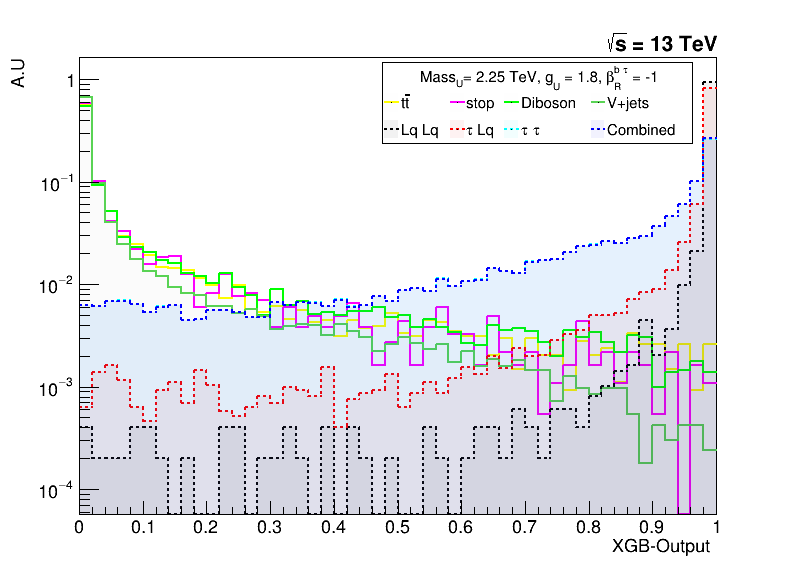 √s = 13 TeV
A.U
Mass_U= 2.25 TeV, g_U = 1.8, β_R^{b τ} = -1
tt̄ stop Diboson V+jets
Lq Lq τ Lq τ τ Combined
1
10⁻¹
10⁻²
10⁻³
10⁻⁴
0 0.1 0.2 0.3 0.4 0.5 0.6 0.7 0.8 0.9 1
XGB-Output